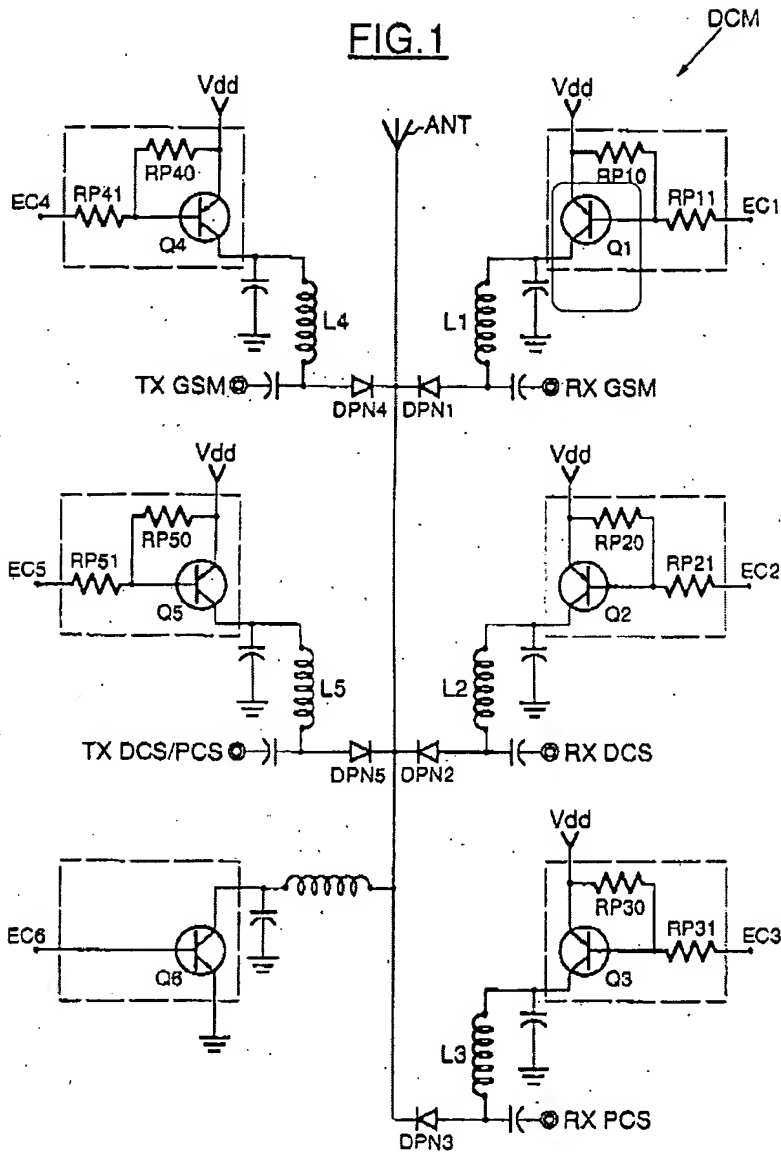 FIG.1
DCM
Vdd
Vdd
ANT
RP40
RP10
EC4
RP41
RP11
EC1
Q4
Q1
L4
L1
TX GSM
RX GSM
DPN4
DPN1
Vdd
Vdd
RP50
RP20
EC5
RP51
RP21
EC2
Q5
Q2
L5
L2
TX DCS/PCS
RX DCS
DPN5
DPN2
Vdd
RP30
RP31
EC6
EC3
Q6
Q3
L3
RX PCS
DPN3